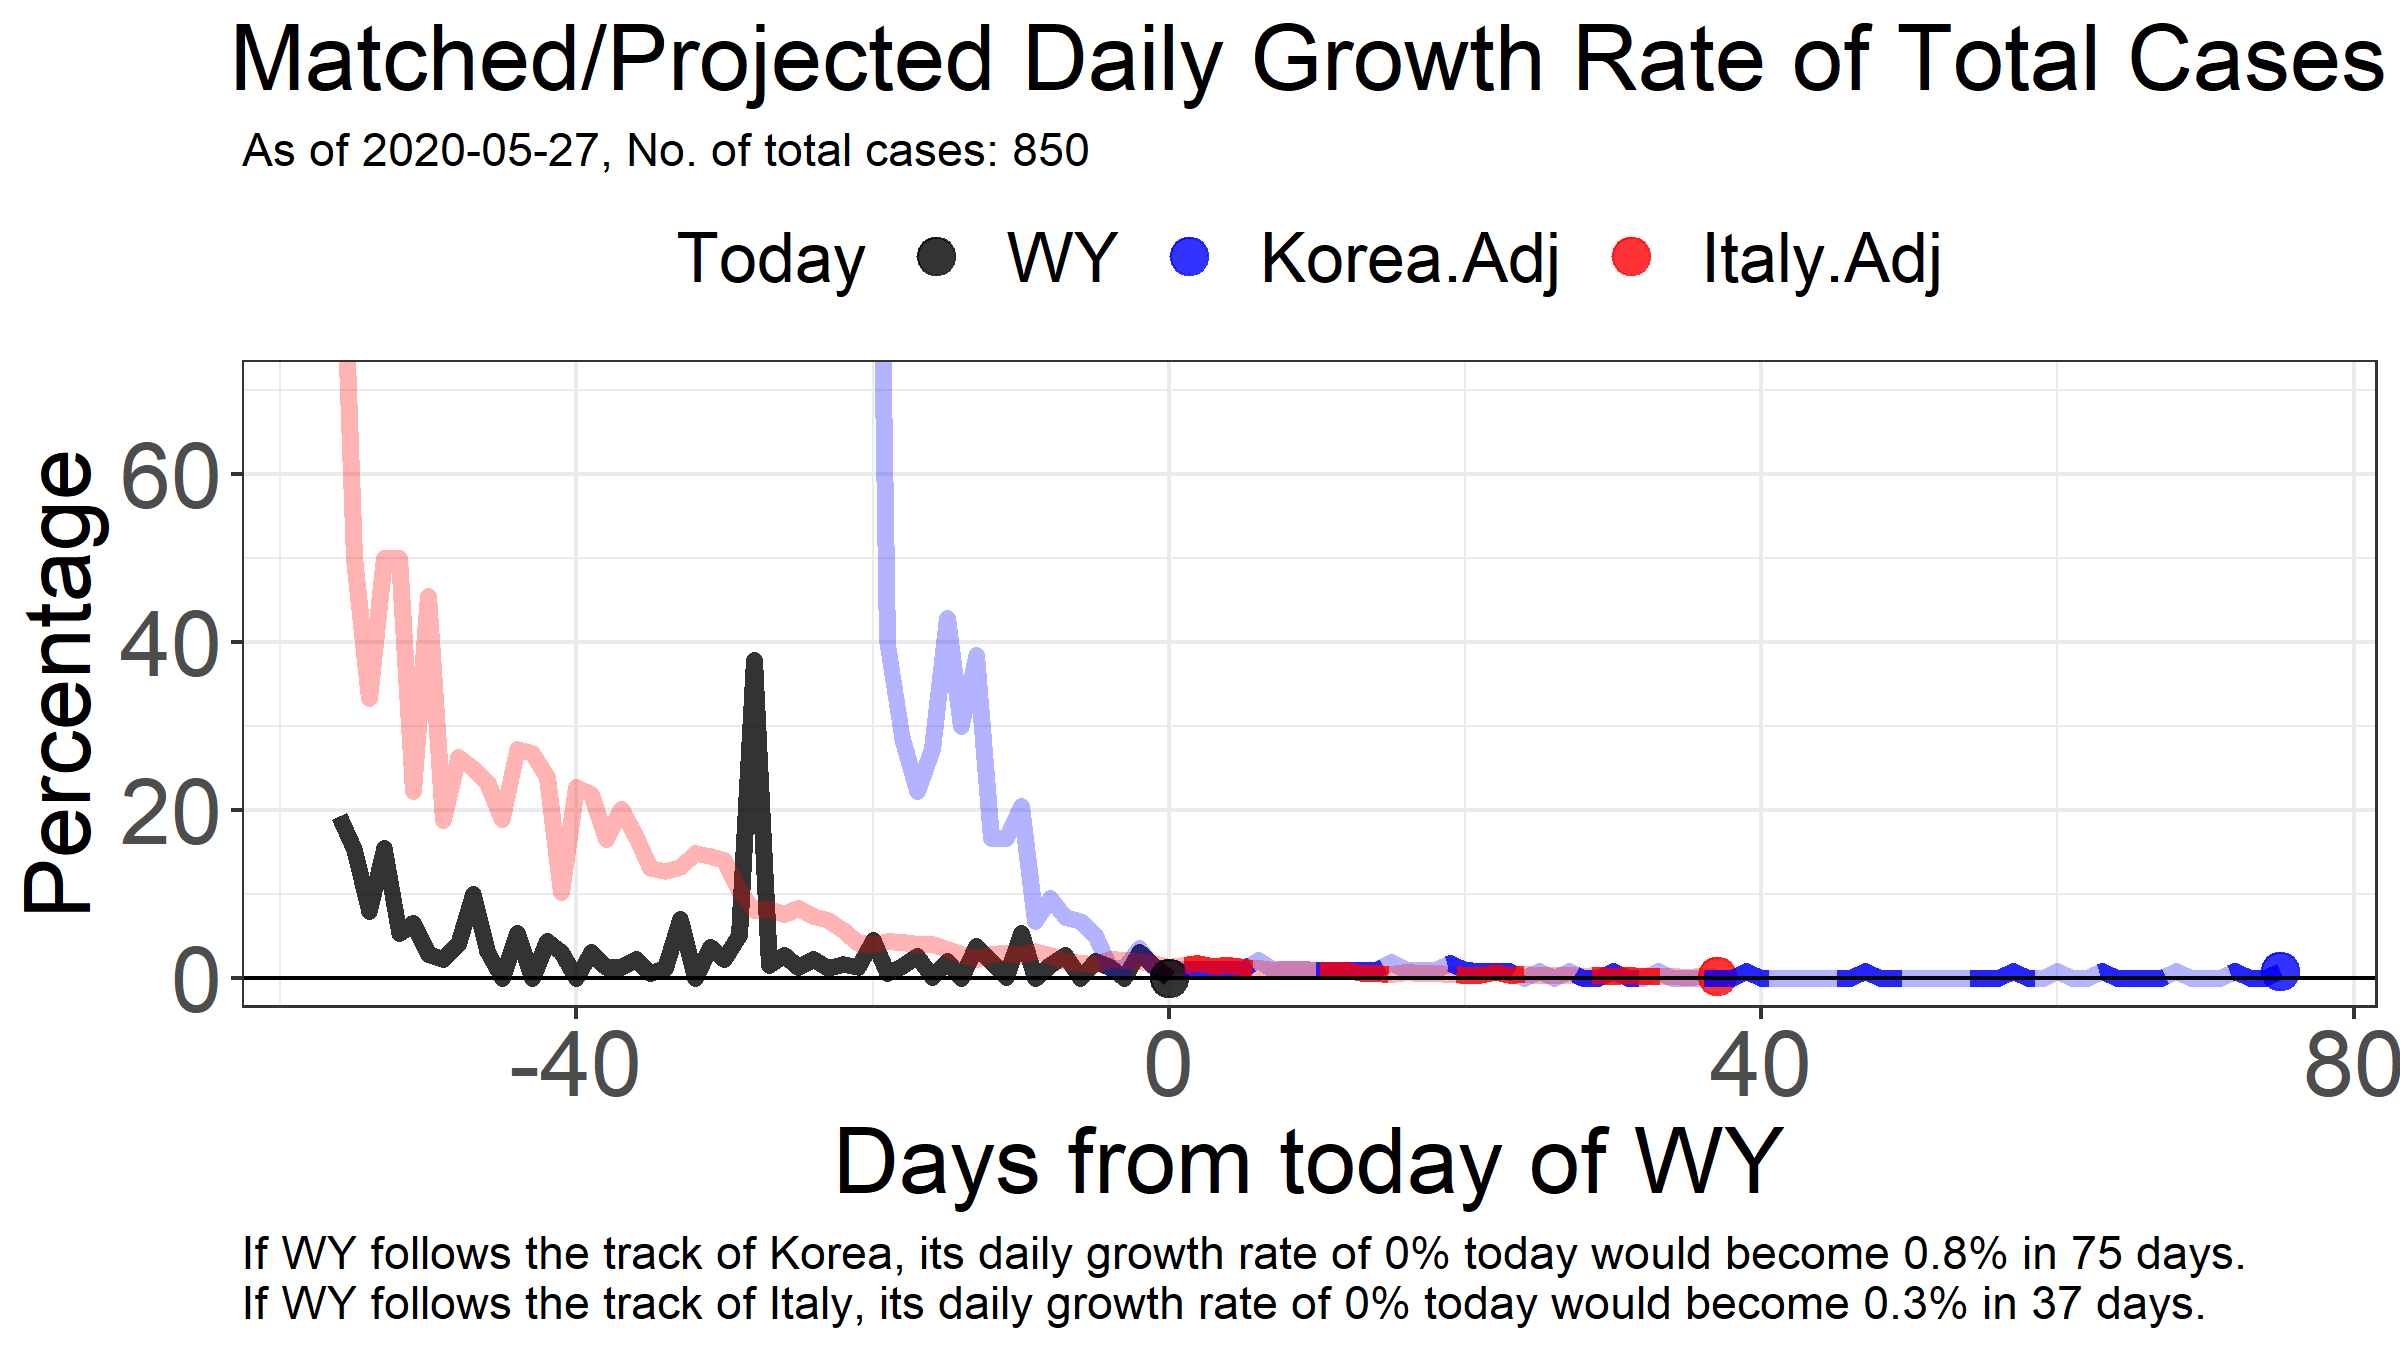 Matched/Projected Daily Growth Rate of Total Cases
As of 2020-05-27, No. of total cases: 850
Today WY Korea.Adj Italy.Adj
Percentage
60
40
20
0
-40 0 40 80
Days from today of WY
If WY follows the track of Korea, its daily growth rate of 0% today would become 0.8% in 75 days.
If WY follows the track of Italy, its daily growth rate of 0% today would become 0.3% in 37 days.